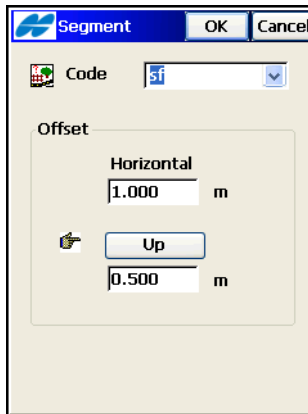 Segment OK Cancel
Code sf
Offset
Horizontal
1.000 m
Up
0.500 m